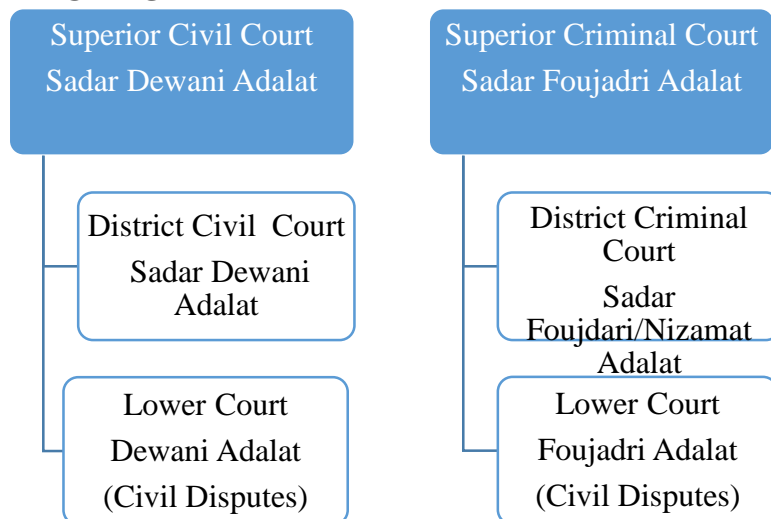 Superior Civil Court
Sadar Dewani Adalat
District Civil Court
Sadar Dewani
Adalat
Lower Court
Dewani Adalat
(Civil Disputes)
Superior Criminal Court
Sadar Foujadri Adalat
District Criminal
Court
Sadar
Foujdari/Nizamat
Adalat
Lower Court
Foujadri Adalat
(Civil Disputes)